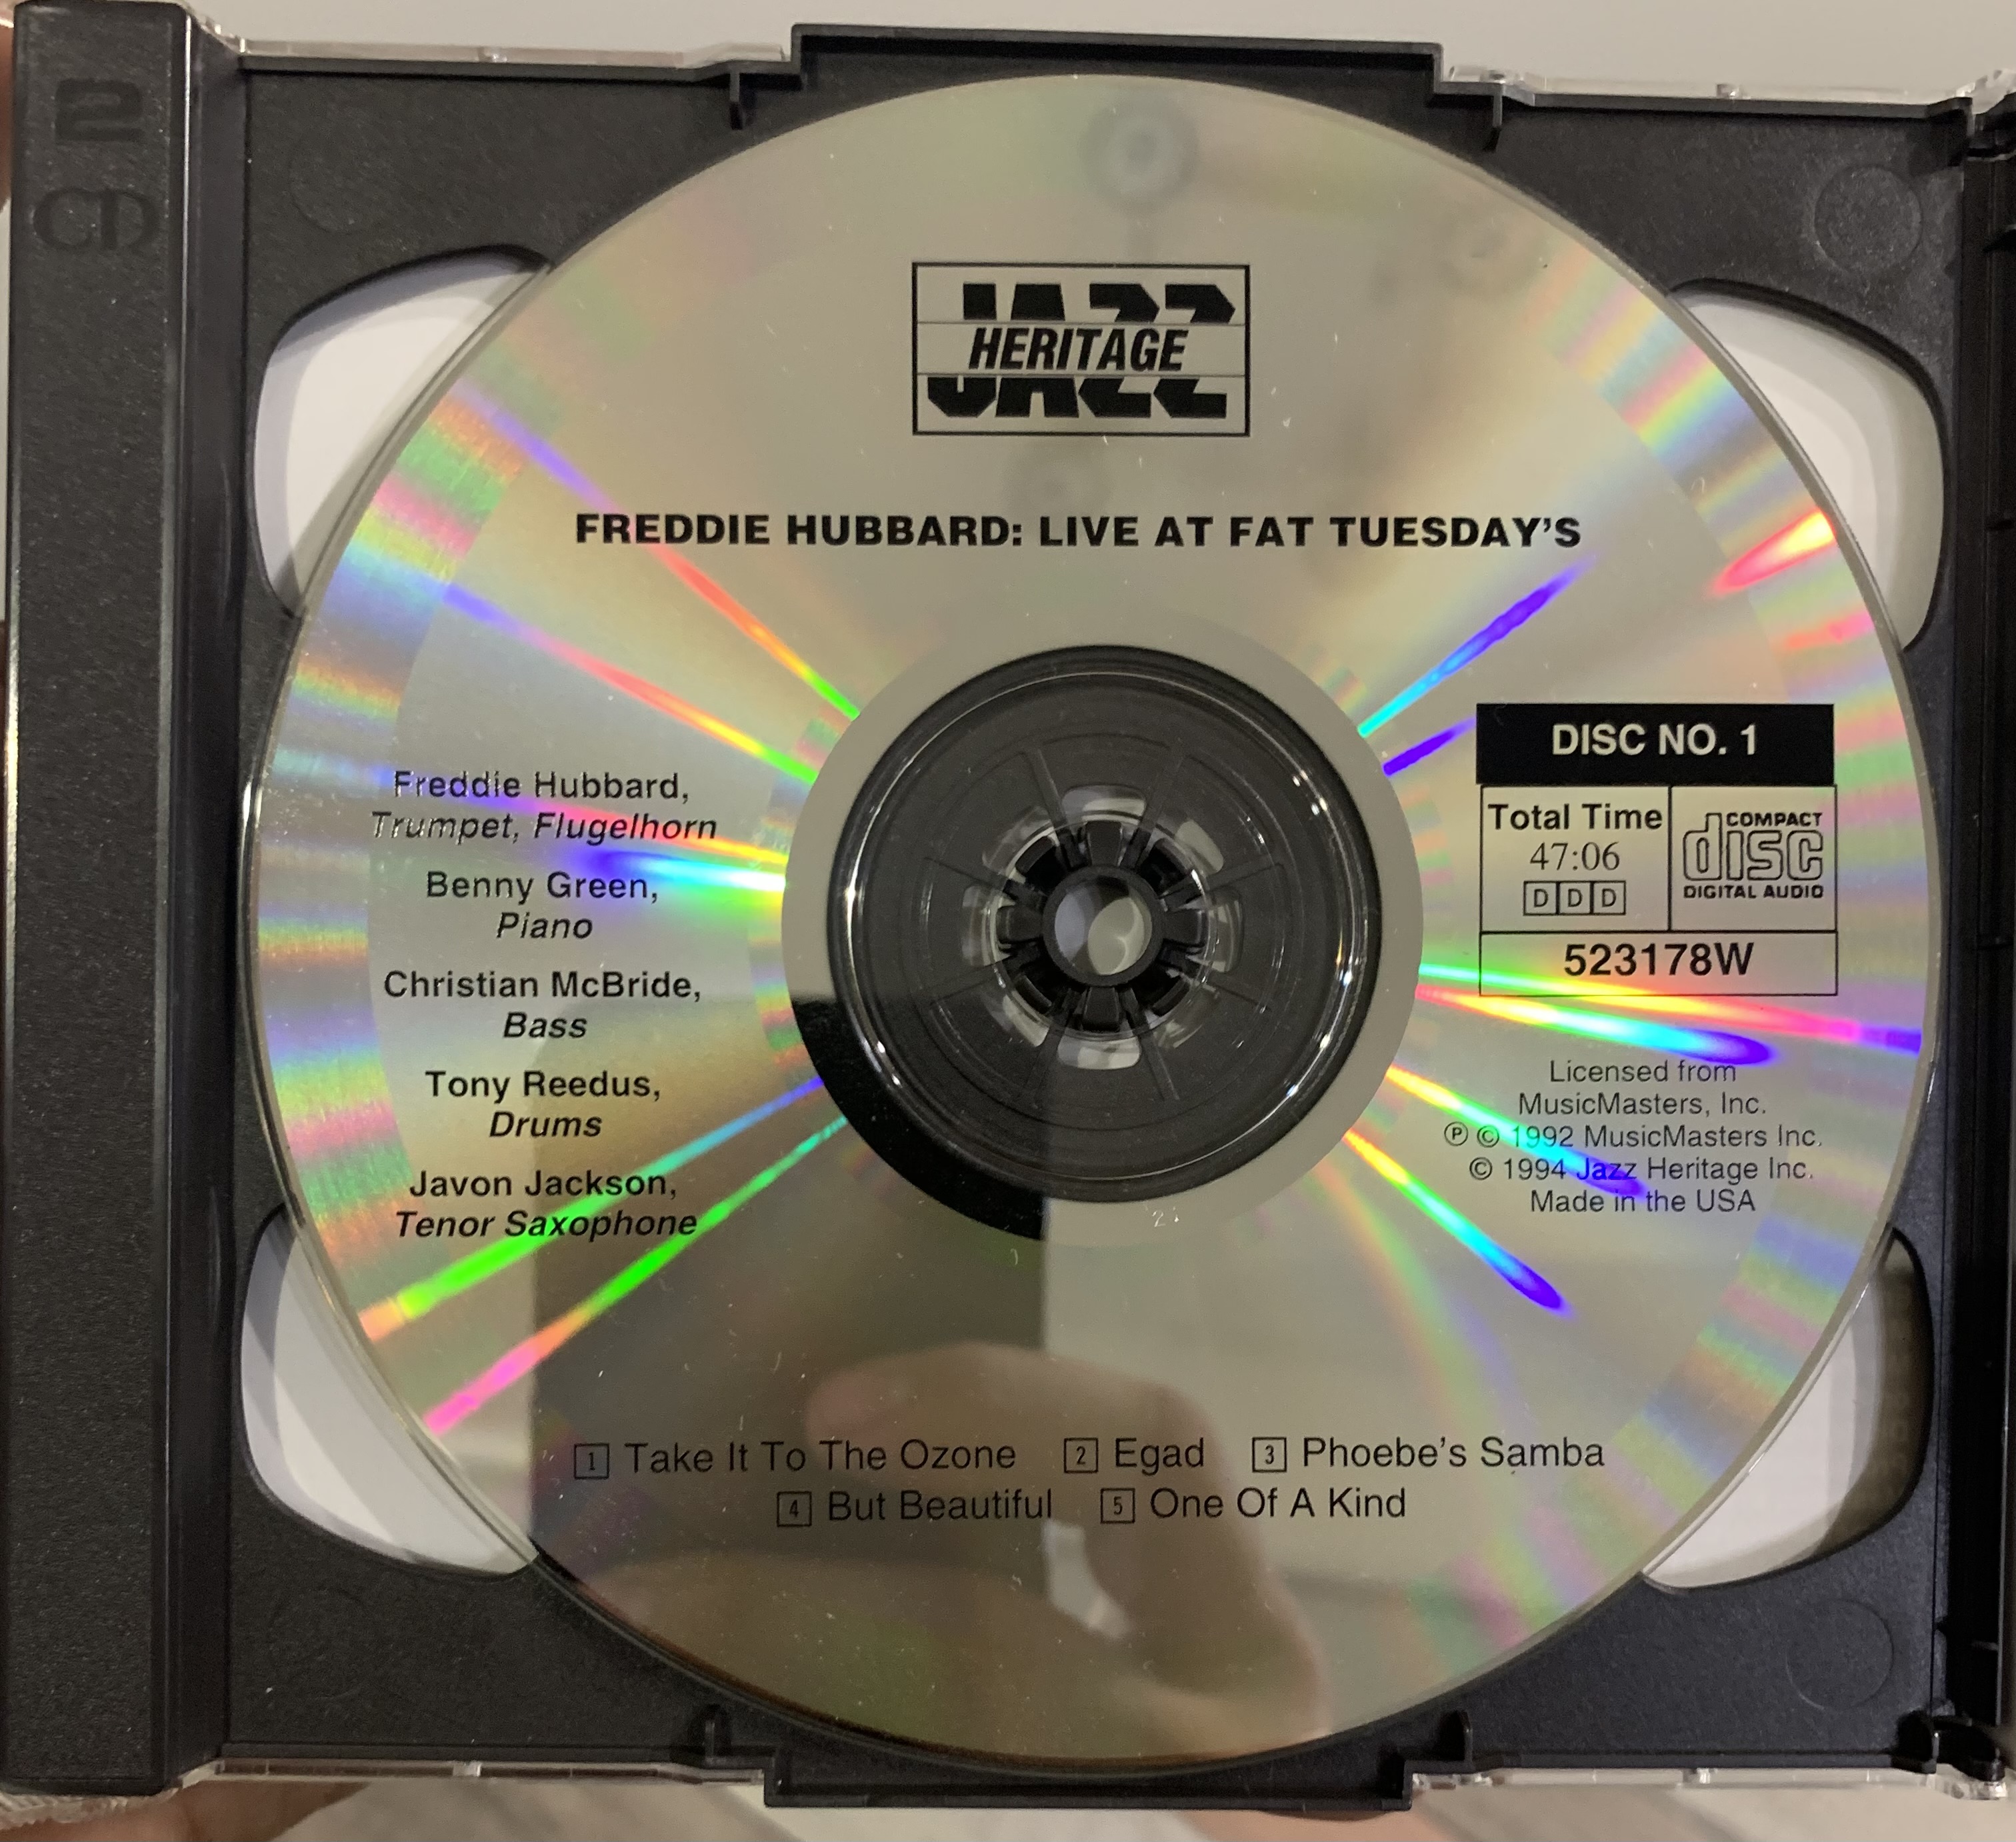 2
CD
JAZZ
HERITAGE
FREDDIE HUBBARD: LIVE AT FAT TUESDAY'S
Freddie Hubbard,
Trumpet, Flugelhorn
Benny Green,
Piano
Christian McBride,
Bass
Tony Reedus,
Drums
Javon Jackson,
Tenor Saxophone
DISC NO. 1
Total Time
47:06
DDD
COMPACT
disc
DIGITAL AUDIO
523178W
Licensed from
MusicMasters, Inc.
℗ © 1992 MusicMasters Inc.
© 1994 Jazz Heritage Inc.
Made in the USA
1 Take It To The Ozone 2 Egad 3 Phoebe's Samba
4 But Beautiful 5 One Of A Kind